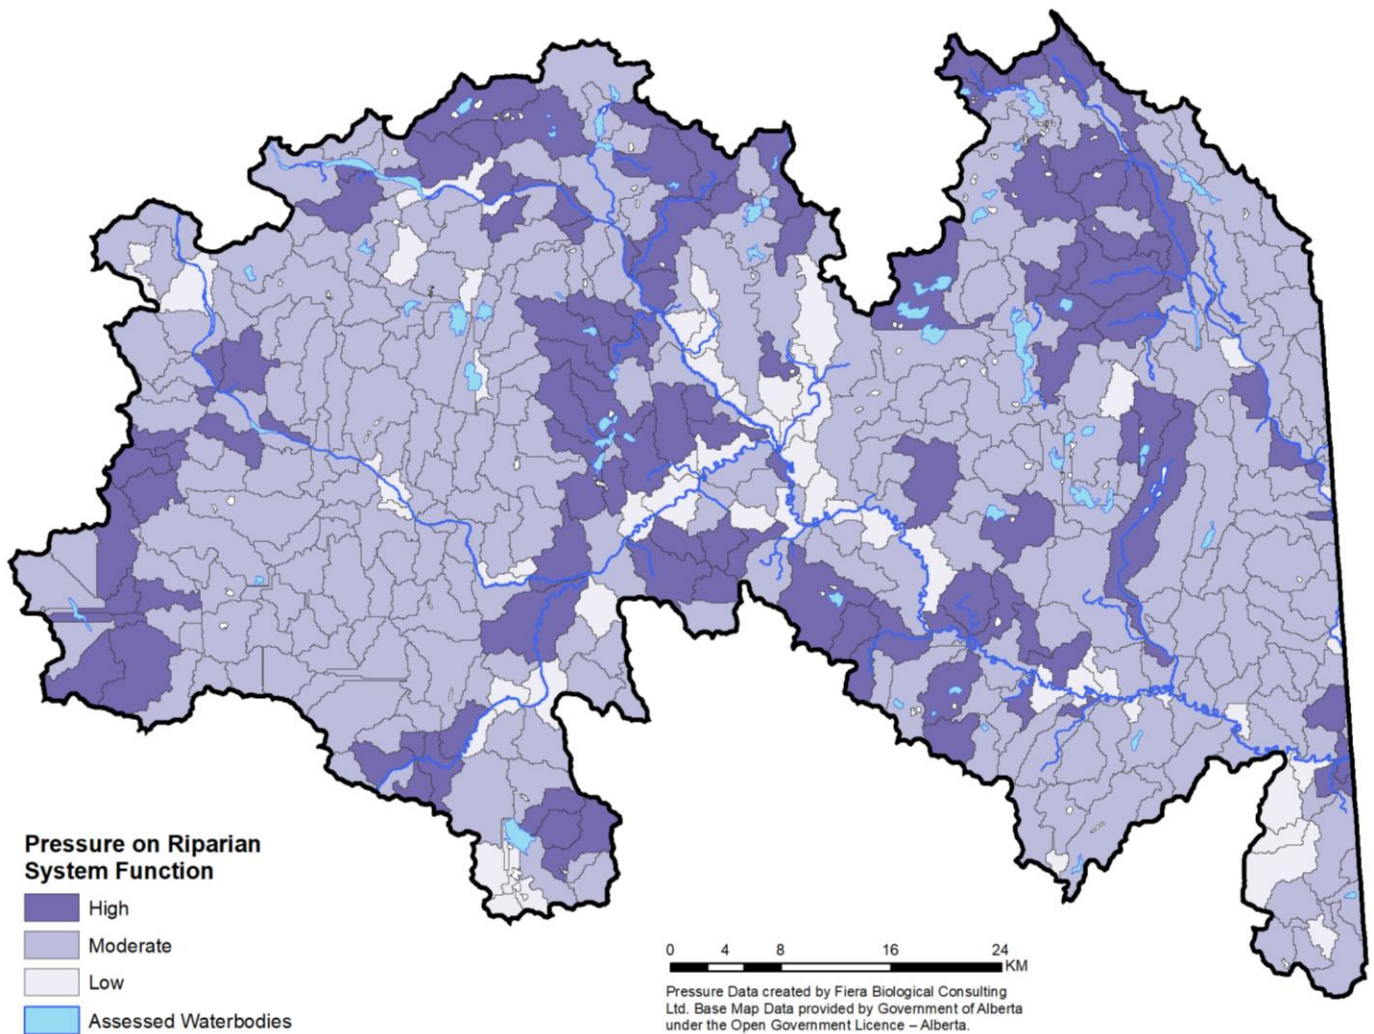 Pressure on Riparian
System Function
High
Moderate
Low
Assessed Waterbodies
0 4 8 16 24
KM
Pressure Data created by Fiera Biological Consulting
Ltd. Base Map Data provided by Government of Alberta
under the Open Government Licence – Alberta.